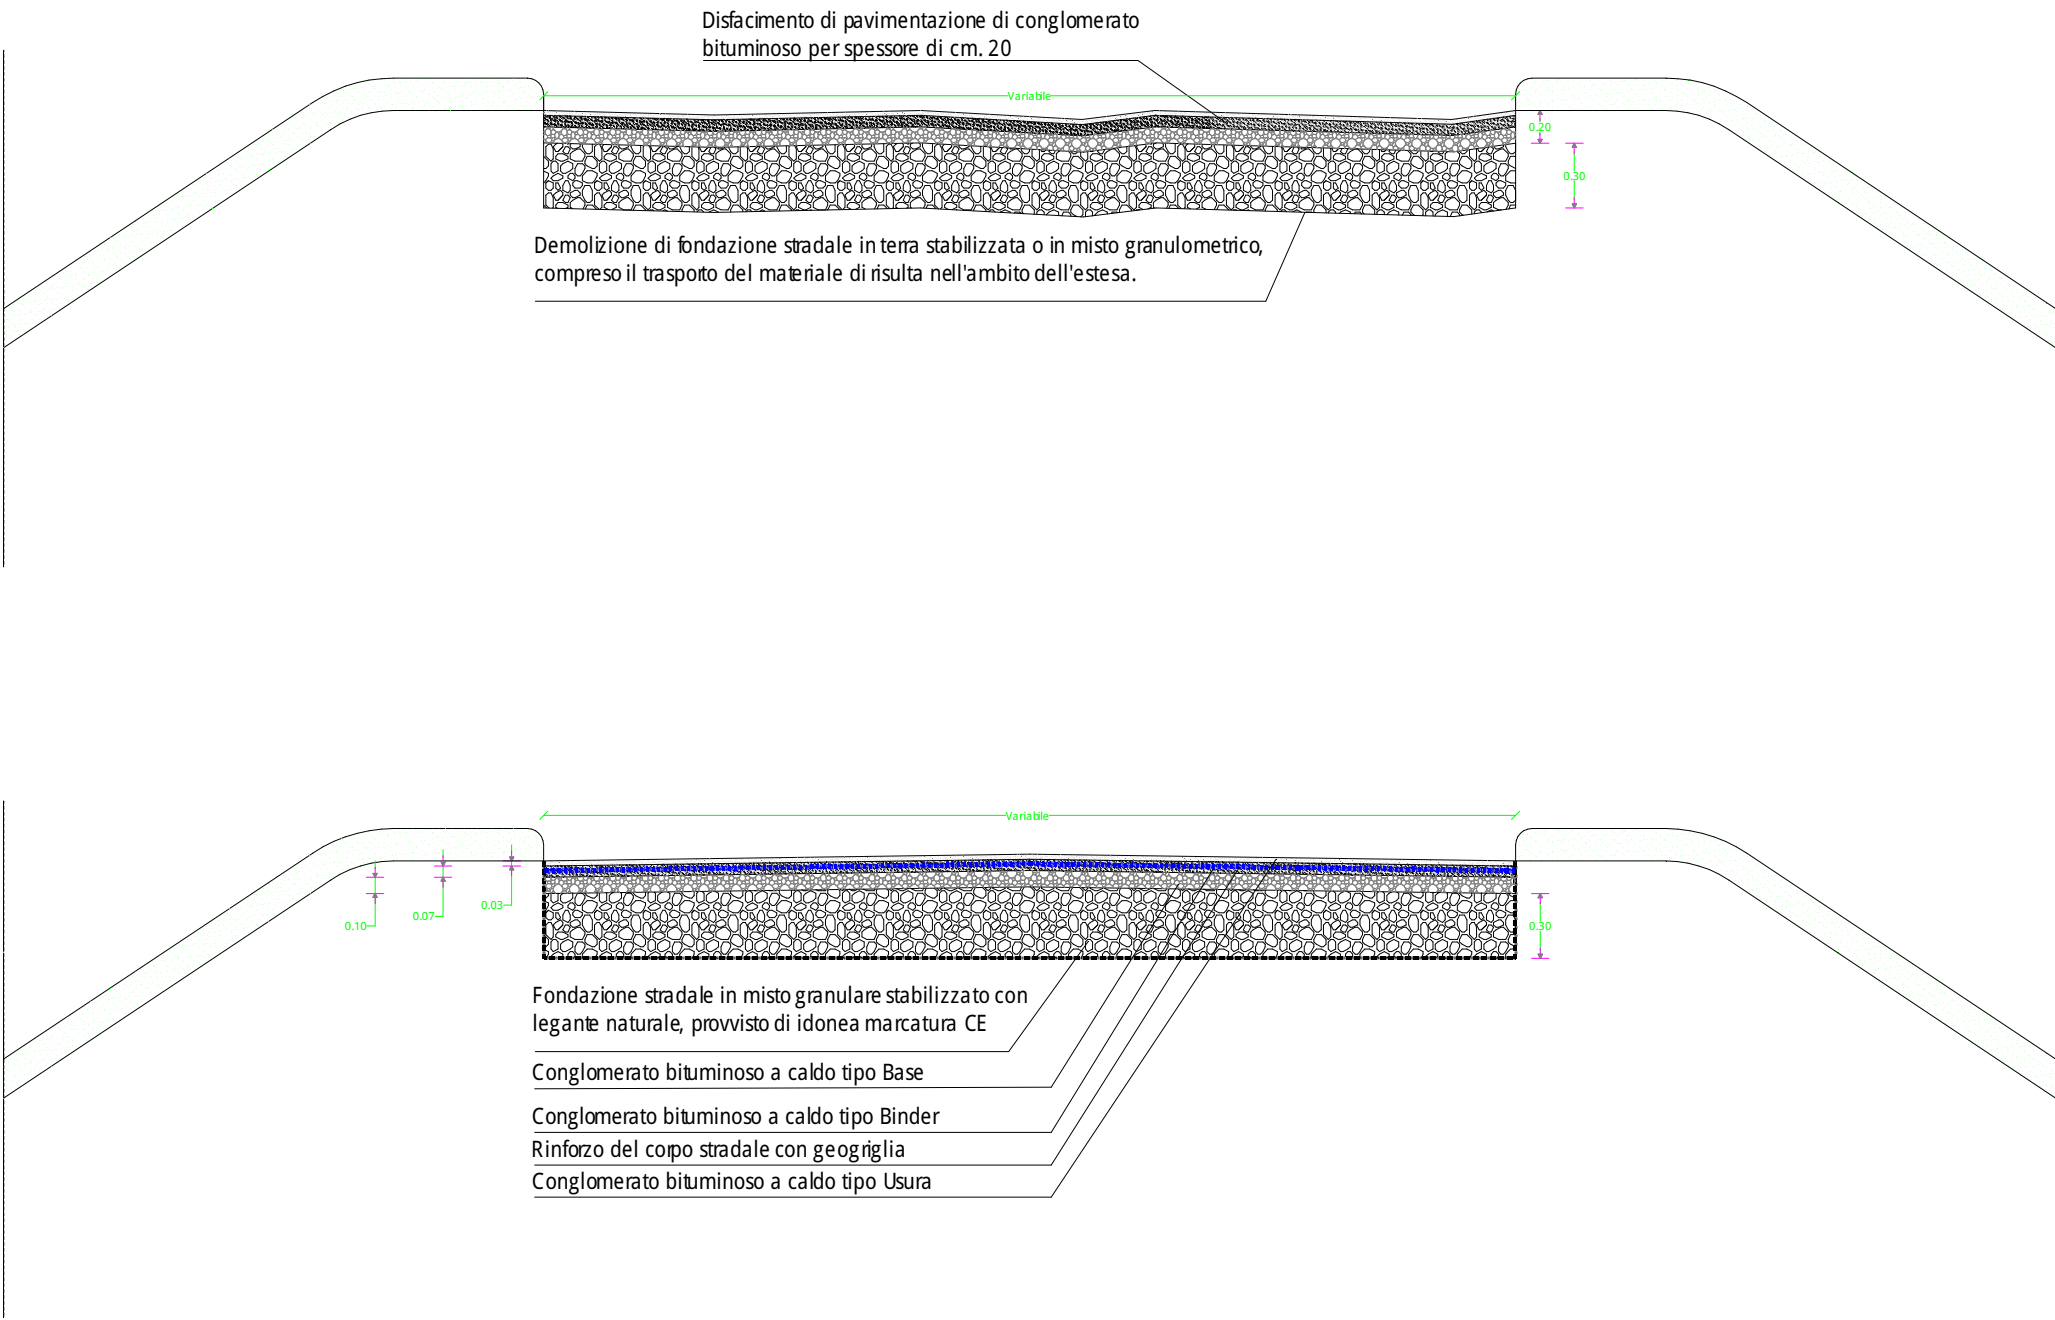 Disfacimento di pavimentazione di conglomerato
bituminoso per spessore di cm. 20
Variabile
0.20
0.30
Demolizione di fondazione stradale in terra stabilizzata o in misto granulometrico,
compreso il trasporto del materiale di risulta nell'ambito dell'estesa.
Variabile
0.03
0.07
0.10
0.30
Fondazione stradale in misto granulare stabilizzato con
legante naturale, provvisto di idonea marcatura CE
Conglomerato bituminoso a caldo tipo Base
Conglomerato bituminoso a caldo tipo Binder
Rinforzo del corpo stradale con geogriglia
Conglomerato bituminoso a caldo tipo Usura